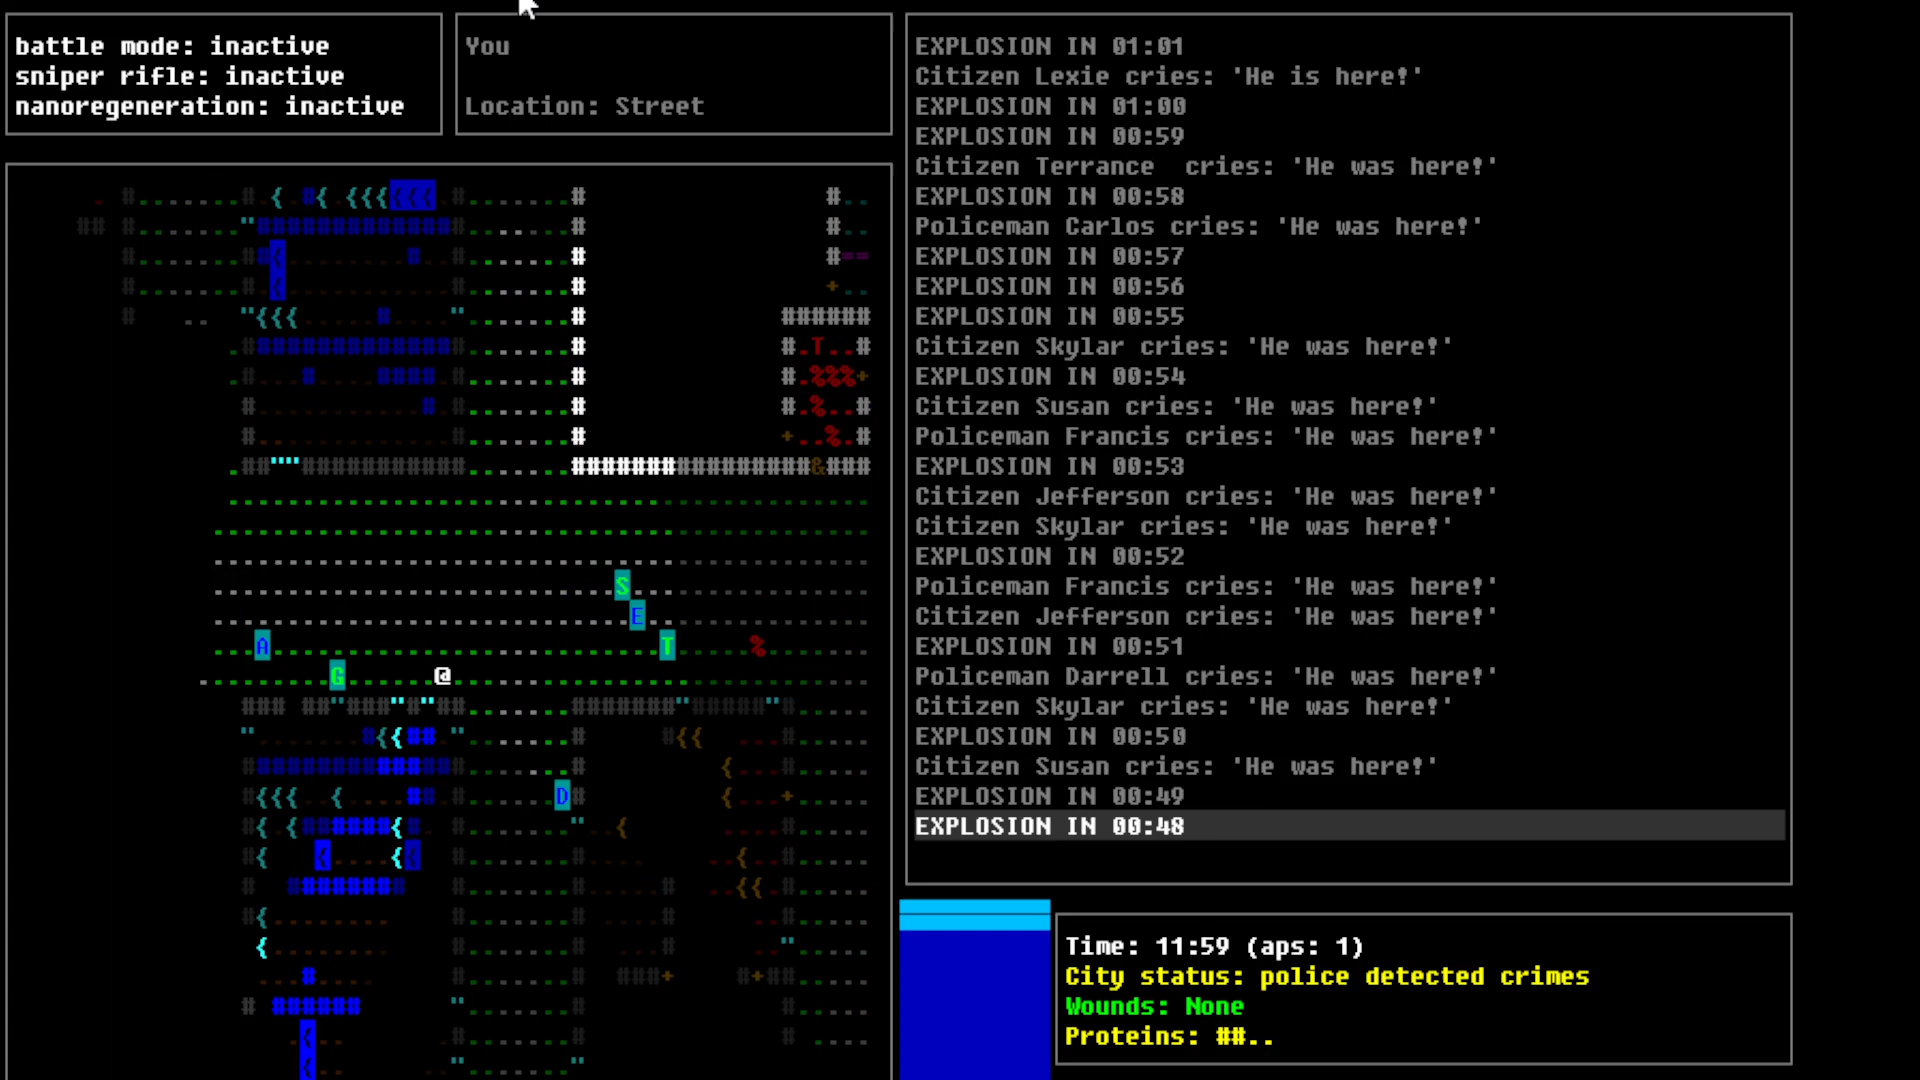 battle mode: inactive
sniper rifle: inactive
nanoregeneration: inactive
You
Location: Street
EXPLOSION IN 01:01
Citizen Lexie cries: 'He is here!'
EXPLOSION IN 01:00
EXPLOSION IN 00:59
Citizen Terrance  cries: 'He was here!'
EXPLOSION IN 00:58
Policeman Carlos cries: 'He was here!'
EXPLOSION IN 00:57
EXPLOSION IN 00:56
EXPLOSION IN 00:55
Citizen Skylar cries: 'He was here!'
EXPLOSION IN 00:54
Citizen Susan cries: 'He was here!'
Policeman Francis cries: 'He was here!'
EXPLOSION IN 00:53
Citizen Jefferson cries: 'He was here!'
Citizen Skylar cries: 'He was here!'
EXPLOSION IN 00:52
Policeman Francis cries: 'He was here!'
Citizen Jefferson cries: 'He was here!'
EXPLOSION IN 00:51
Policeman Darrell cries: 'He was here!'
Citizen Skylar cries: 'He was here!'
EXPLOSION IN 00:50
Citizen Susan cries: 'He was here!'
EXPLOSION IN 00:49
EXPLOSION IN 00:48
T
S
E
A
T
G
@
D
Time: 11:59 (aps: 1)
City status: police detected crimes
Wounds: None
Proteins: ##..